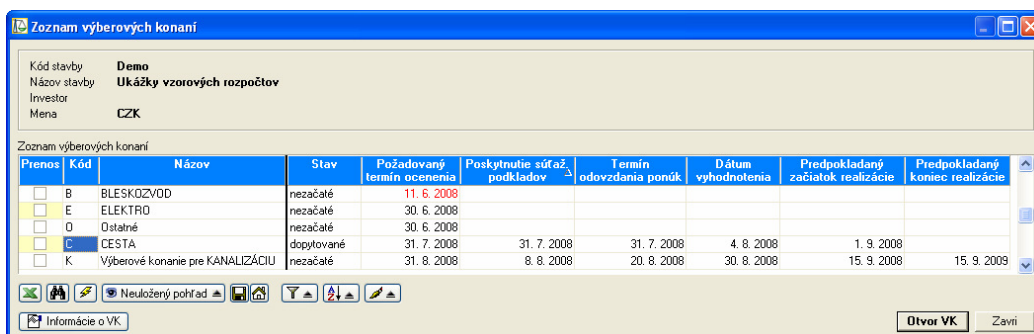 Zoznam výberových konaní
Kód stavby Demo
Názov stavby Ukážky vzorových rozpočtov
Investor
Mena CZK
Zoznam výberových konaní
Prenos Kód Názov Stav Požadovaný termín ocenenia Poskytnutie súťaž. podkladov Termín odovzdania ponúk Dátum vyhodnotenia Predpokladaný začiatok realizácie Predpokladaný koniec realizácie
B BLESKOZVOD nezačaté 11. 6. 2008
E ELEKTRO nezačaté 30. 6. 2008
O Ostatné nezačaté 30. 6. 2008
C CESTA dopytované 31. 7. 2008 31. 7. 2008 31. 7. 2008 4. 8. 2008 1. 9. 2008
K Výberové konanie pre KANALIZÁCIU nezačaté 31. 8. 2008 8. 8. 2008 20. 8. 2008 30. 8. 2008 15. 9. 2008 15. 9. 2009
Neuložený pohľad
Informácie o VK Otvor VK Zavri